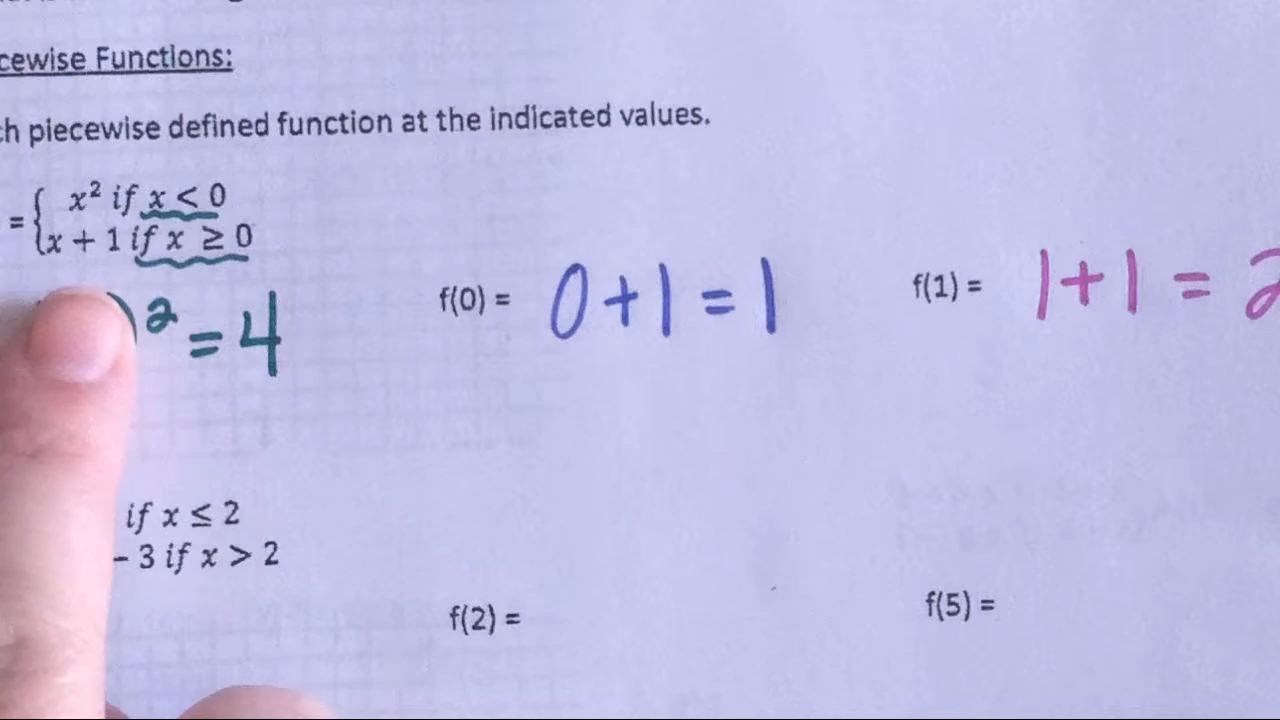 cewise Functions:
ch piecewise defined function at the indicated values.
= { x² if x < 0
x + 1 if x ≥ 0
)² = 4
f(0) = 0 + 1 = 1
f(1) = 1 + 1 = 2
if x ≤ 2
- 3 if x > 2
f(2) =
f(5) =